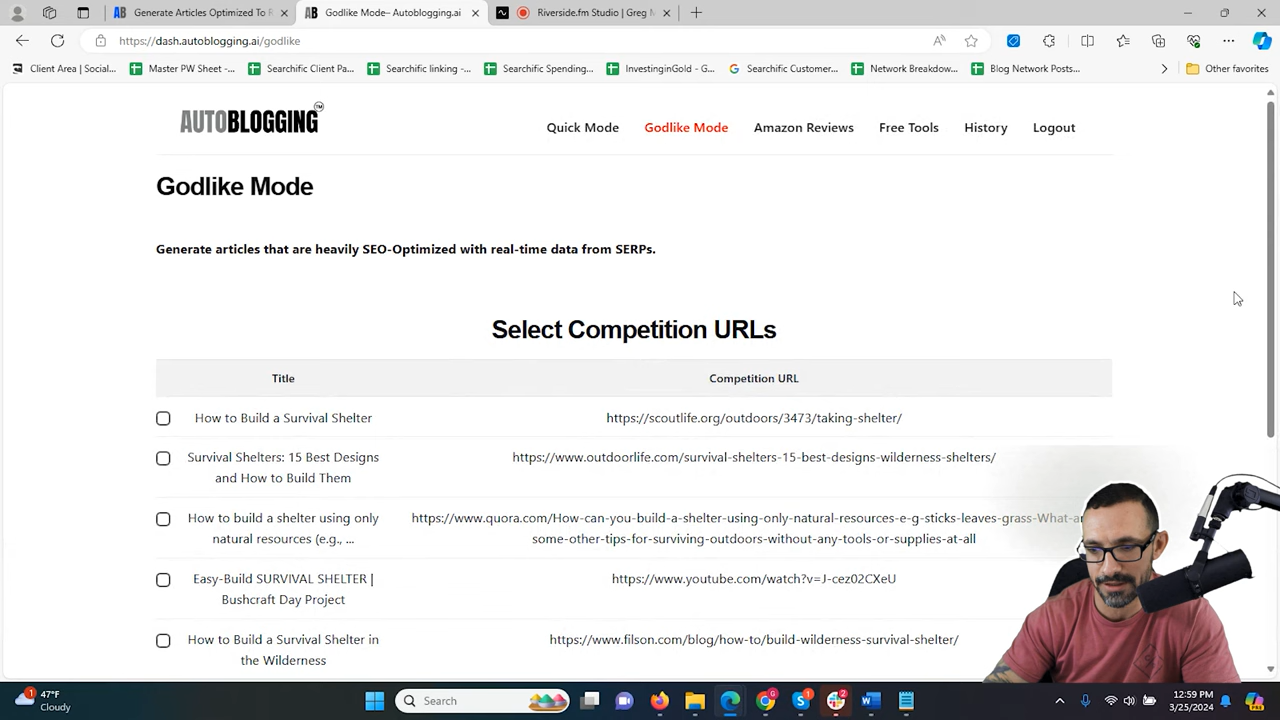 Generate Articles Optimized To R
Godlike Mode– Autoblogging.ai
Riverside.fm Studio | Greg M
https://dash.autoblogging.ai/godlike
Client Area | Social...
Master PW Sheet -...
Searchific Client Pa...
Searchific linking -...
Searchific Spending...
InvestinginGold - G...
Searchific Customer...
Network Breakdow...
Blog Network Posts...
Other favorites
AUTOBLOGGING TM
Quick Mode
Godlike Mode
Amazon Reviews
Free Tools
History
Logout
Godlike Mode
Generate articles that are heavily SEO-Optimized with real-time data from SERPs.
Select Competition URLs
Title
Competition URL
How to Build a Survival Shelter
https://scoutlife.org/outdoors/3473/taking-shelter/
Survival Shelters: 15 Best Designs
and How to Build Them
https://www.outdoorlife.com/survival-shelters-15-best-designs-wilderness-shelters/
How to build a shelter using only
natural resources (e.g., ...
https://www.quora.com/How-can-you-build-a-shelter-using-only-natural-resources-e-g-sticks-leaves-grass-What-ar
some-other-tips-for-surviving-outdoors-without-any-tools-or-supplies-at-all
Easy-Build SURVIVAL SHELTER |
Bushcraft Day Project
https://www.youtube.com/watch?v=J-cez02CXeU
How to Build a Survival Shelter in
the Wilderness
https://www.filson.com/blog/how-to/build-wilderness-survival-shelter/
1
47°F
Cloudy
Search
1
2
12:59 PM
3/25/2024